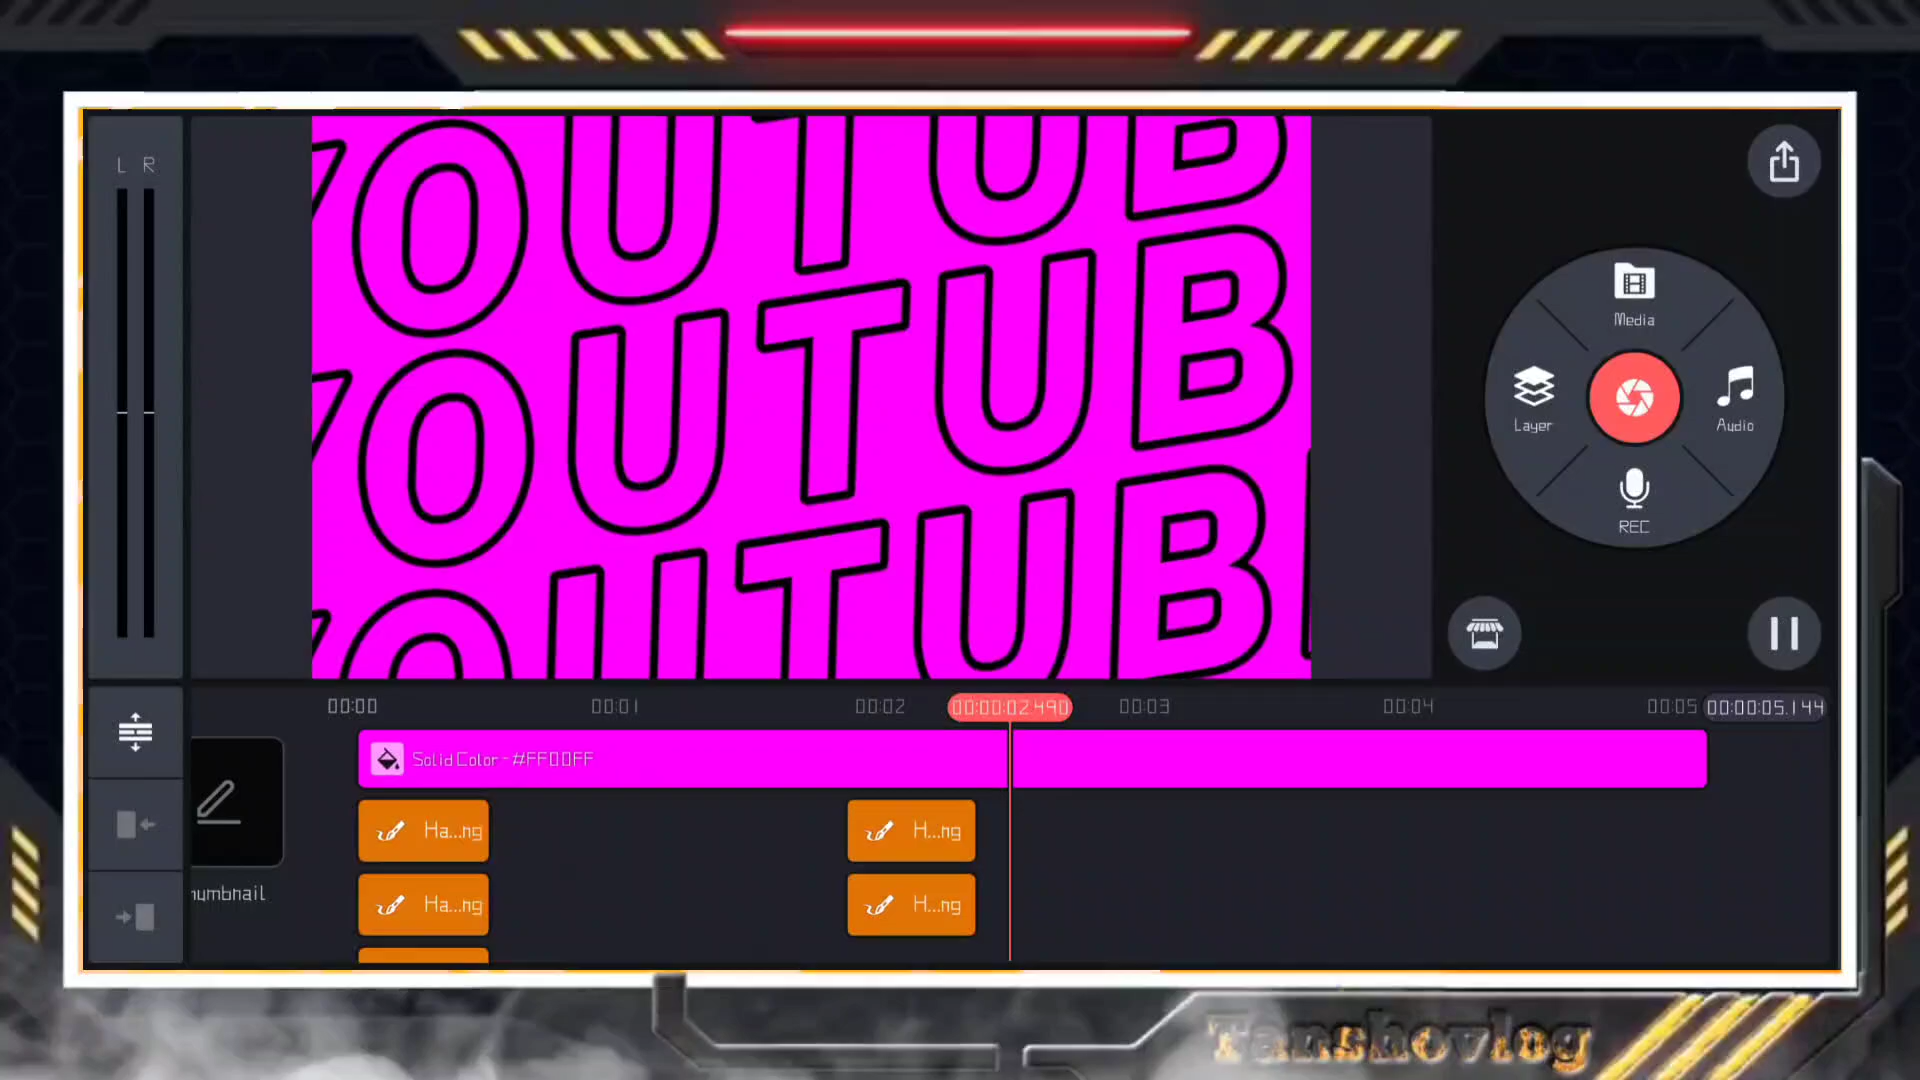 L R
YOUTUB
YOUTUB
YOUTUB
Media
Layer
Audio
REC
00:00
00:01
00:02
00:00:02.490
00:03
00:04
00:05
00:00:05.144
Solid Color - #FF00FF
Ha...ng
H...ng
Ha...ng
H...ng
umbnail
Tanshovlog